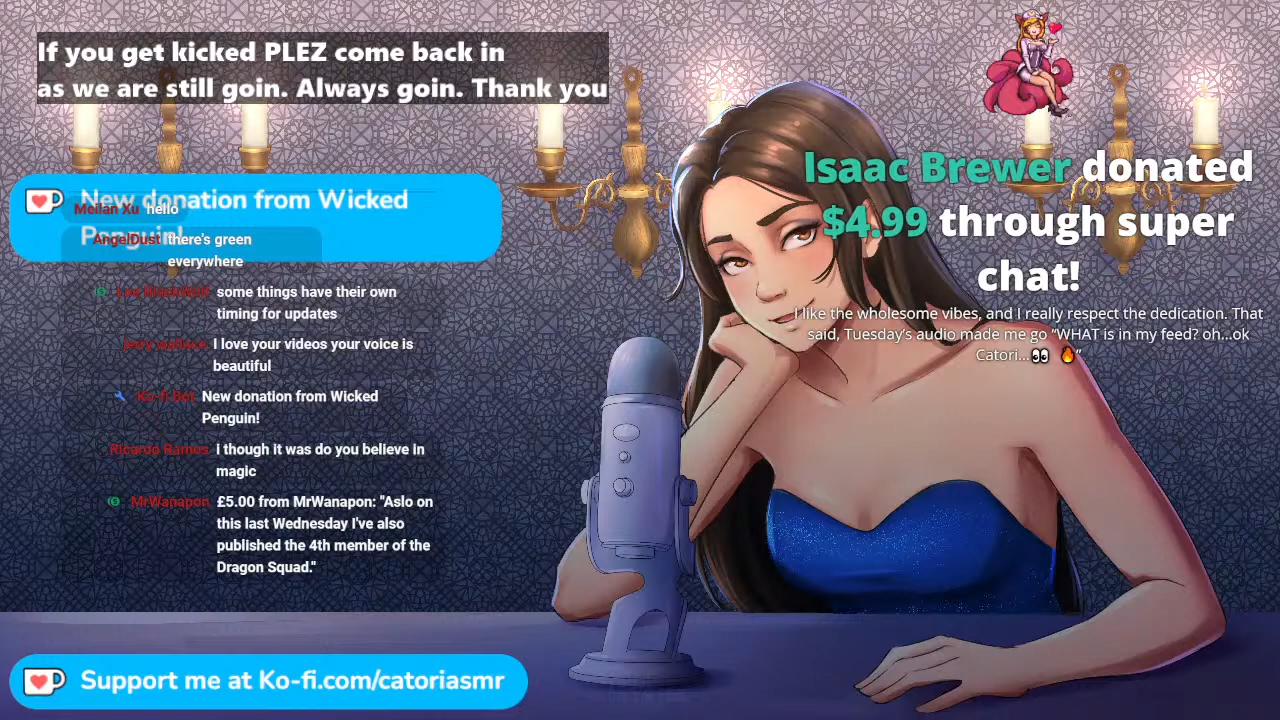 If you get kicked PLEZ come back in
as we are still goin. Always goin. Thank you
New donation from Wicked
Penguin!
Meilan Xu hello
AngelDust there's green
everywhere
some things have their own
timing for updates
jerry wallace I love your videos your voice is
beautiful
Ko-fi Bot New donation from Wicked
Penguin!
Ricardo Ramos i though it was do you believe in
magic
MrWanapon £5.00 from MrWanapon: "Aslo on
this last Wednesday I've also
published the 4th member of the
Dragon Squad."
Support me at Ko-fi.com/catoriasmr
Isaac Brewer donated
$4.99 through super
chat!
I like the wholesome vibes, and I really respect the dedication. That
said, Tuesday's audio made me go "WHAT is in my feed? oh...ok
Catori...👀 🔥"